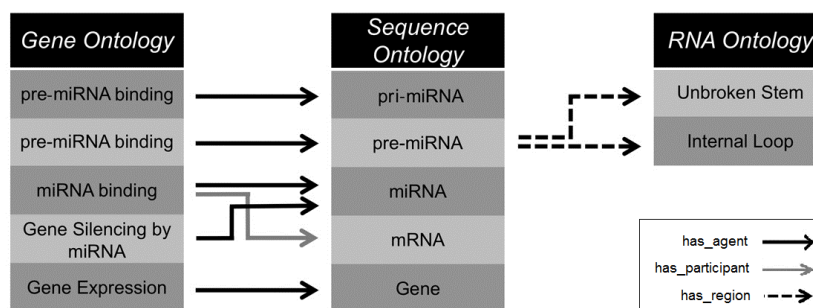 Gene Ontology
pre-miRNA binding
pre-miRNA binding
miRNA binding
Gene Silencing by
miRNA
Gene Expression
Sequence
Ontology
pri-miRNA
pre-miRNA
miRNA
mRNA
Gene
RNA Ontology
Unbroken Stem
Internal Loop
has_agent
has_participant
has_region